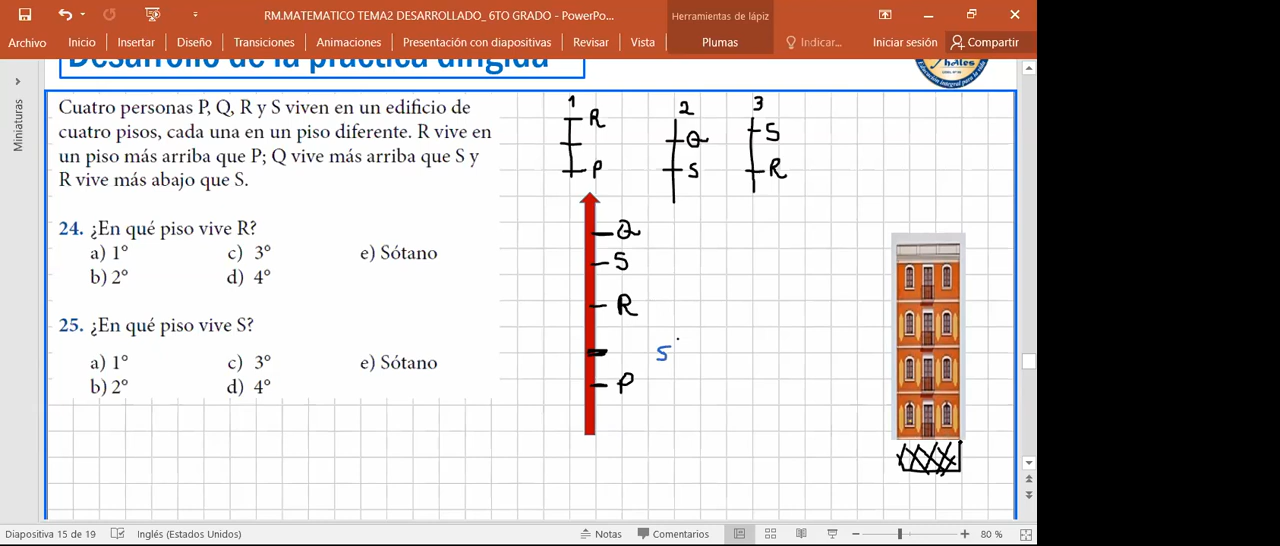 RM.MATEMATICO TEMA2 DESARROLLADO_ 6TO GRADO - PowerPo...
Herramientas de lápiz
Archivo Inicio Insertar Diseño Transiciones Animaciones Presentación con diapositivas Revisar Vista Plumas Indicar... Iniciar sesión Compartir
Miniaturas
Desarrollo de la práctica dirigida
Cuatro personas P, Q, R y S viven en un edificio de
cuatro pisos, cada una en un piso diferente. R vive en
un piso más arriba que P; Q vive más arriba que S y
R vive más abajo que S.
24. ¿En qué piso vive R?
a) 1° c) 3° e) Sótano
b) 2° d) 4°
25. ¿En qué piso vive S?
a) 1° c) 3° e) Sótano
b) 2° d) 4°
1 2 3
R
Q
S
P
S
R
Q
S
R
S
P
Diapositiva 15 de 19 Inglés (Estados Unidos) Notas Comentarios 80 %